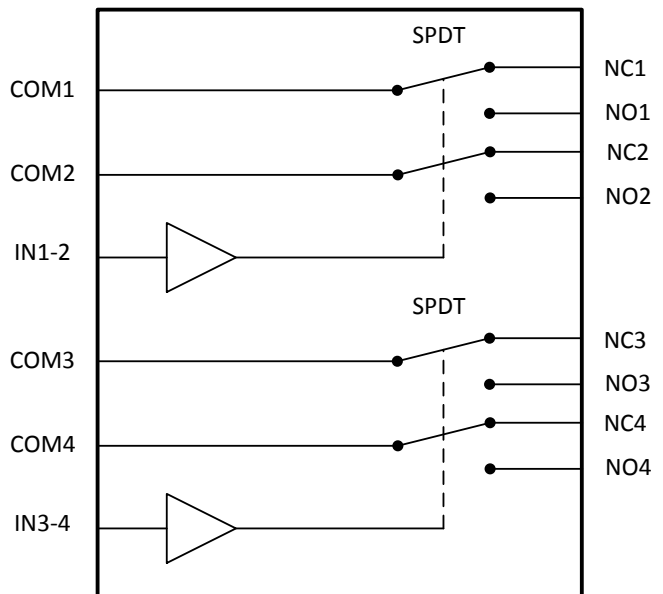 SPDT
NC1
COM1
NO1
NC2
COM2
NO2
IN1-2
SPDT
NC3
COM3
NO3
NC4
COM4
NO4
IN3-4